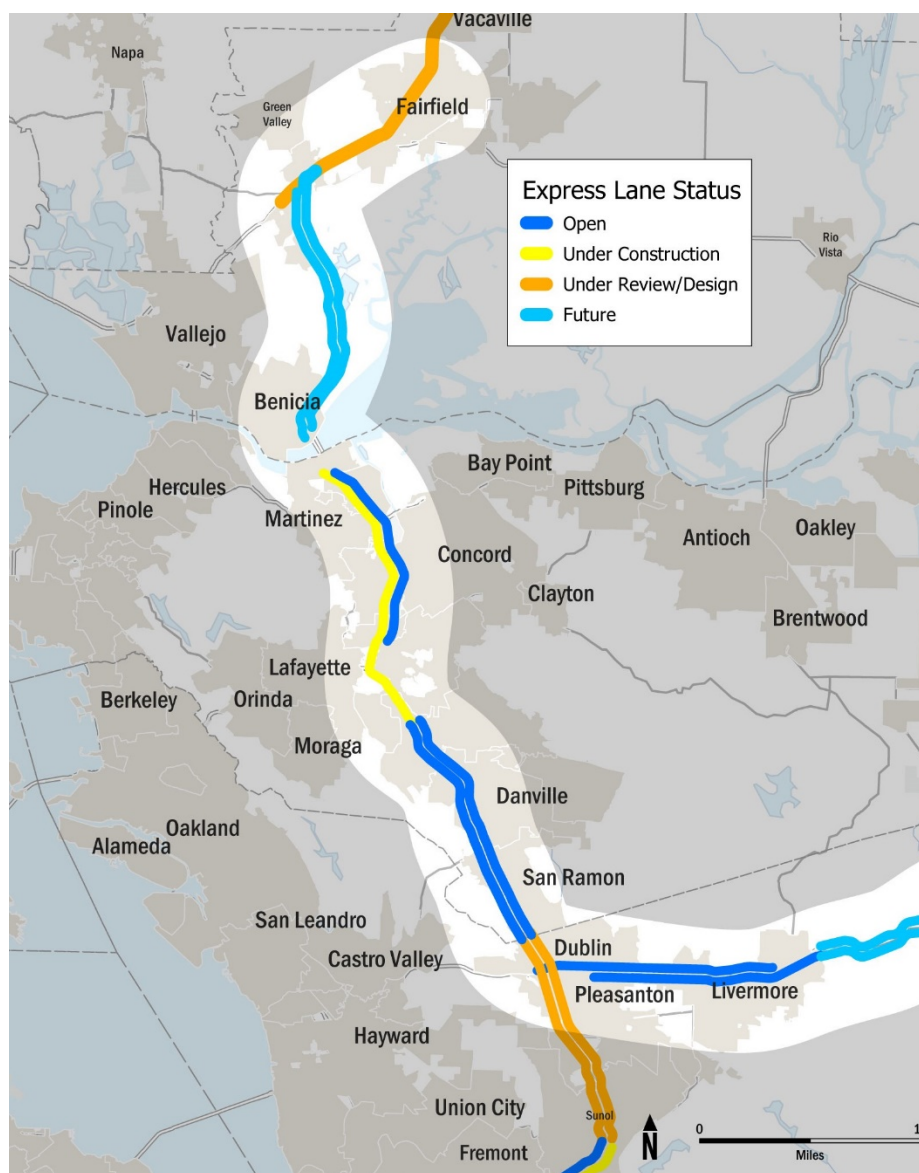 Vacaville
Napa
Green
Valley
Fairfield
Express Lane Status
Open
Under Construction
Under Review/Design
Future
Rio
Vista
Vallejo
Benicia
Bay Point
Hercules
Pittsburg
Pinole
Martinez
Antioch
Oakley
Concord
Clayton
Brentwood
Lafayette
Berkeley
Orinda
Moraga
Danville
Oakland
Alameda
San Ramon
San Leandro
Castro Valley
Dublin
Pleasanton
Livermore
Hayward
Union City
Sunol
Fremont
N
0
1
Miles